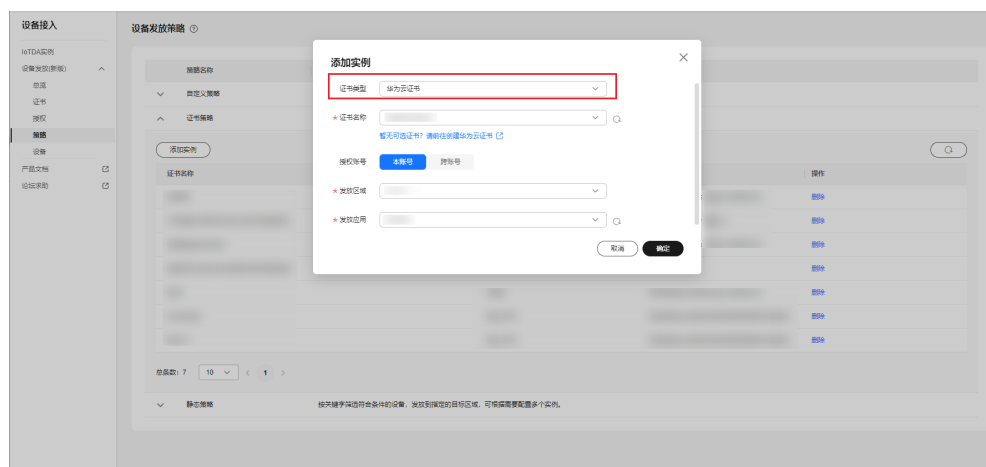 设备接入
设备发放策略
IoTDA实例
设备发放(新版)
总览
证书
授权
策略
设备
产品文档
论坛求助
策略名称
自定义策略
证书策略
添加实例
证书名称
操作
删除
删除
删除
删除
删除
删除
删除
总条数: 7
10
1
静态策略
按关键字筛选符合条件的设备，发放到指定的目标区域，可根据需要配置多个实例。
添加实例
证书类型
华为云证书
* 证书名称
暂无可选证书？请前往创建华为云证书
授权账号
本账号
跨账号
* 发放区域
* 发放应用
取消
确定